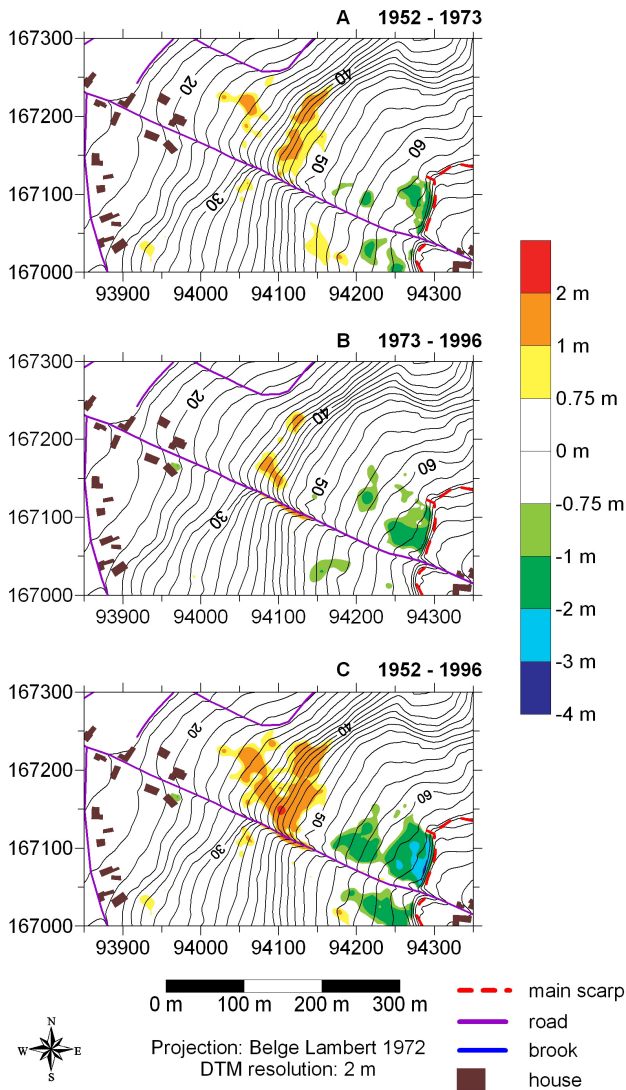 A 1952 - 1973
167300
167200
167100
167000
20
40
50
60
30
93900 94000 94100 94200 94300
B 1973 - 1996
167300
167200
167100
167000
20
40
50
60
30
93900 94000 94100 94200 94300
C 1952 - 1996
167300
167200
167100
167000
20
40
50
60
30
93900 94000 94100 94200 94300
2 m
1 m
0.75 m
0 m
-0.75 m
-1 m
-2 m
-3 m
-4 m
0 m 100 m 200 m 300 m
N
W E
S
Projection: Belge Lambert 1972
DTM resolution: 2 m
main scarp
road
brook
house